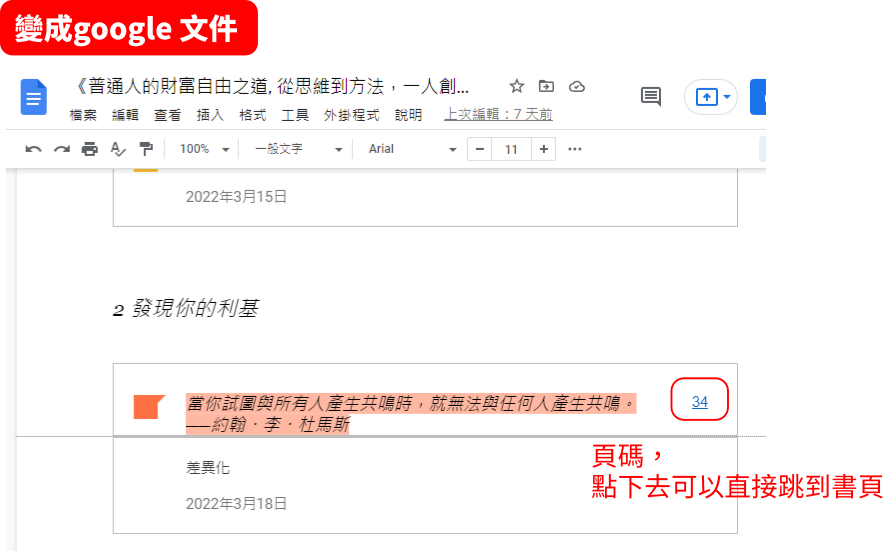 變成google 文件
《普通人的財富自由之道, 從思維到方法，一人創...
檔案 編輯 查看 插入 格式 工具 外掛程式 說明 上次編輯：7 天前
100% 一般文字 Arial − 11 + ...
2022年3月15日
2 發現你的利基
當你試圖與所有人產生共鳴時，就無法與任何人產生共鳴。
34
──約翰．李．杜馬斯
頁碼，
差異化
點下去可以直接跳到書頁
2022年3月18日